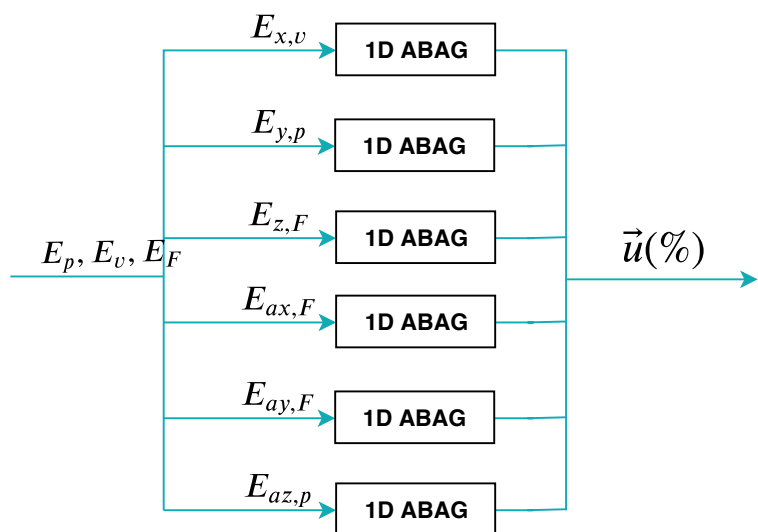 E_{x,v} 1D ABAG
E_{y,p} 1D ABAG
E_{z,F} 1D ABAG
E_p, E_v, E_F
\vec{u}(%)
E_{ax,F} 1D ABAG
E_{ay,F} 1D ABAG
E_{az,p} 1D ABAG